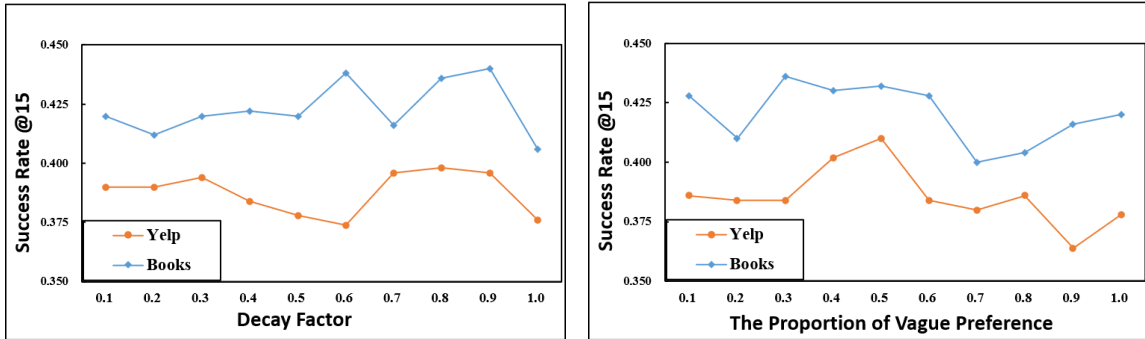 0.450
0.425
0.400
0.375
0.350
Success Rate @15
Yelp
Books
0.1 0.2 0.3 0.4 0.5 0.6 0.7 0.8 0.9 1.0
Decay Factor
0.450
0.425
0.400
0.375
0.350
Success Rate @15
Yelp
Books
0.1 0.2 0.3 0.4 0.5 0.6 0.7 0.8 0.9 1.0
The Proportion of Vague Preference